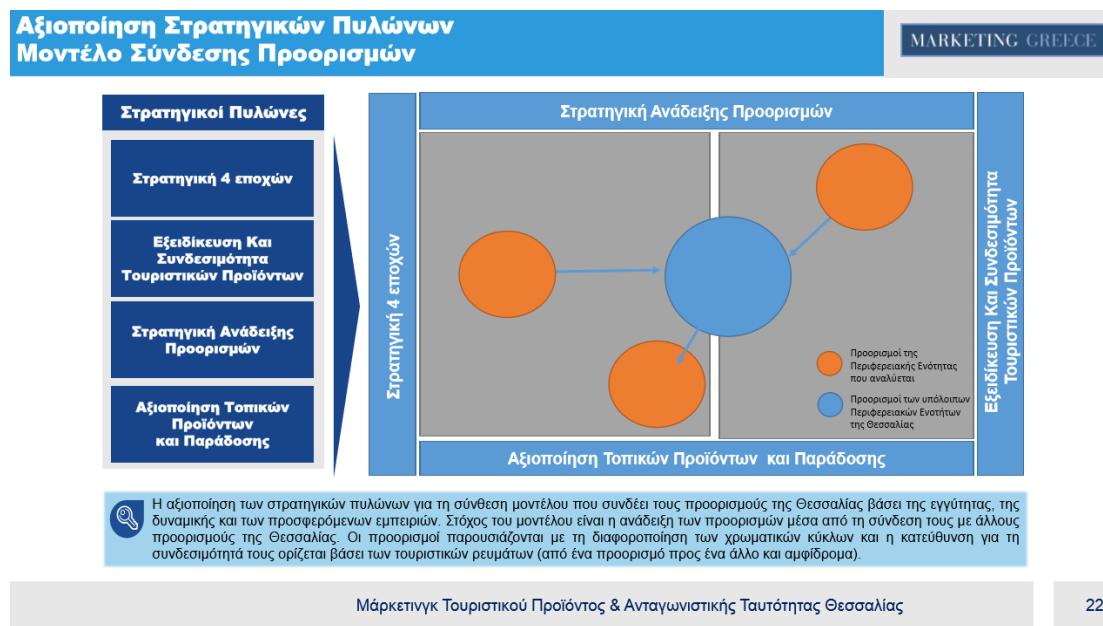 Αξιοποίηση Στρατηγικών Πυλώνων
Μοντέλο Σύνδεσης Προορισμών
MARKETING GREECE
Στρατηγικοί Πυλώνες
Στρατηγική 4 εποχών
Εξειδίκευση Και
Συνδεσιμότητα
Τουριστικών Προϊόντων
Στρατηγική Ανάδειξης
Προορισμών
Αξιοποίηση Τοπικών
Προϊόντων
και Παράδοσης
Στρατηγική 4 εποχών
Στρατηγική Ανάδειξης Προορισμών
Προορισμοί της
Περιφερειακής Ενότητας
που αναλύεται
Προορισμοί των υπόλοιπων
Περιφερειακών Ενοτήτων
της Θεσσαλίας
Αξιοποίηση Τοπικών Προϊόντων και Παράδοσης
Εξειδίκευση Και Συνδεσιμότητα
Τουριστικών Προϊόντων
Η αξιοποίηση των στρατηγικών πυλώνων για τη σύνθεση μοντέλου που συνδέει τους προορισμούς της Θεσσαλίας βάσει της εγγύτητας, της
δυναμικής και των προσφερόμενων εμπειριών. Στόχος του μοντέλου είναι η ανάδειξη των προορισμών μέσα από τη σύνδεση τους με άλλους
προορισμούς της Θεσσαλίας. Οι προορισμοί παρουσιάζονται με τη διαφοροποίηση των χρωματικών κύκλων και η κατεύθυνση για τη
συνδεσιμότητά τους ορίζεται βάσει των τουριστικών ρευμάτων (από ένα προορισμό προς ένα άλλο και αμφίδρομα).
Μάρκετινγκ Τουριστικού Προϊόντος & Ανταγωνιστικής Ταυτότητας Θεσσαλίας
22